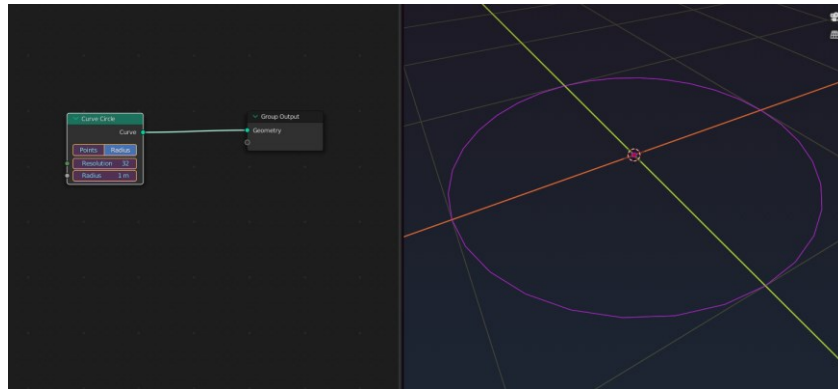 Curve Circle
Curve
Points Radius
Resolution 32
Radius 1 m
Group Output
Geometry